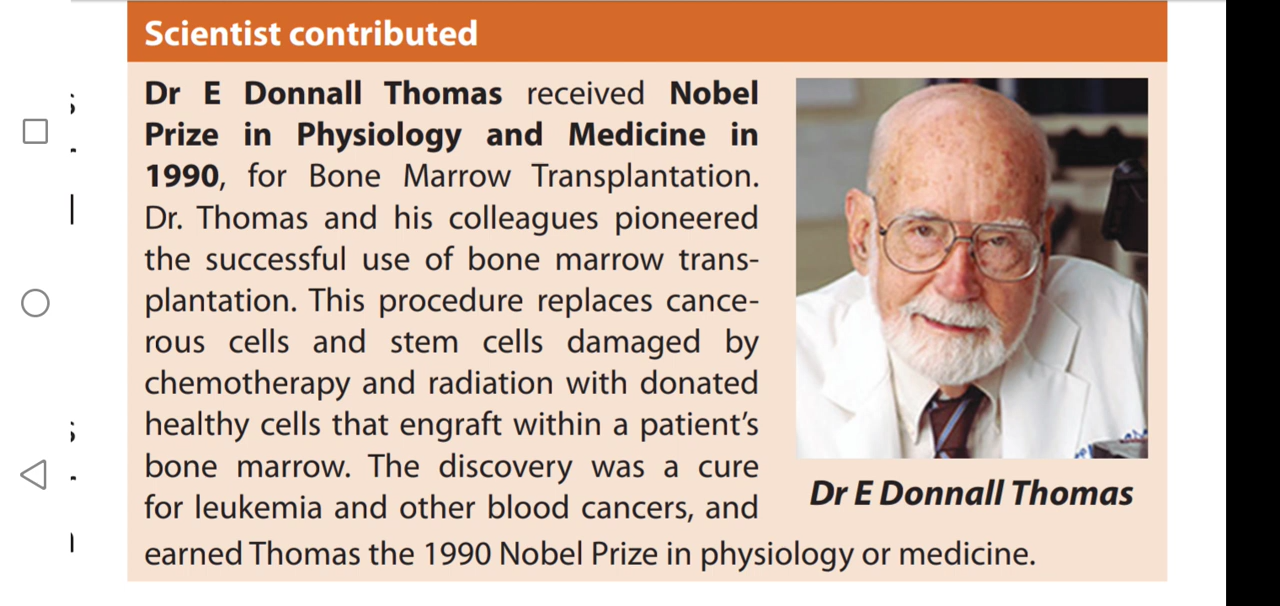 Scientist contributed
Dr E Donnall Thomas received Nobel
Prize in Physiology and Medicine in
1990, for Bone Marrow Transplantation.
Dr. Thomas and his colleagues pioneered
the successful use of bone marrow trans-
plantation. This procedure replaces cance-
rous cells and stem cells damaged by
chemotherapy and radiation with donated
healthy cells that engraft within a patient's
bone marrow. The discovery was a cure
for leukemia and other blood cancers, and
earned Thomas the 1990 Nobel Prize in physiology or medicine.
Dr E Donnall Thomas